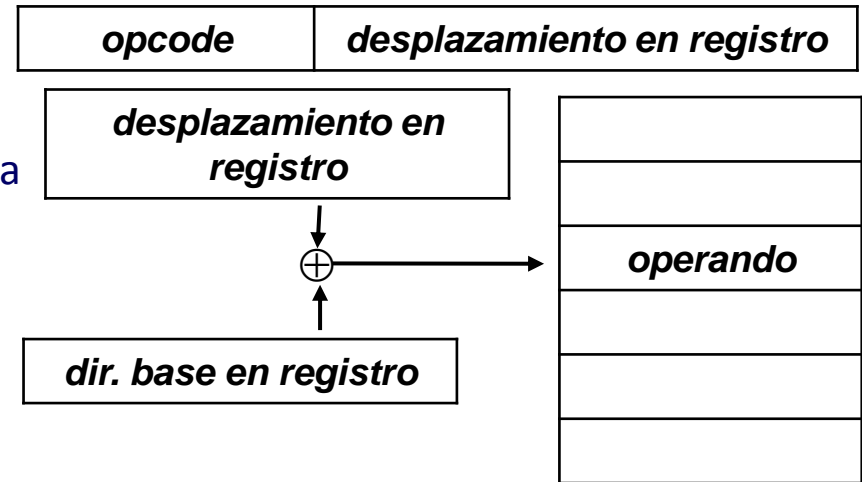 opcode desplazamiento en registro
desplazamiento en
registro
a
operando
dir. base en registro